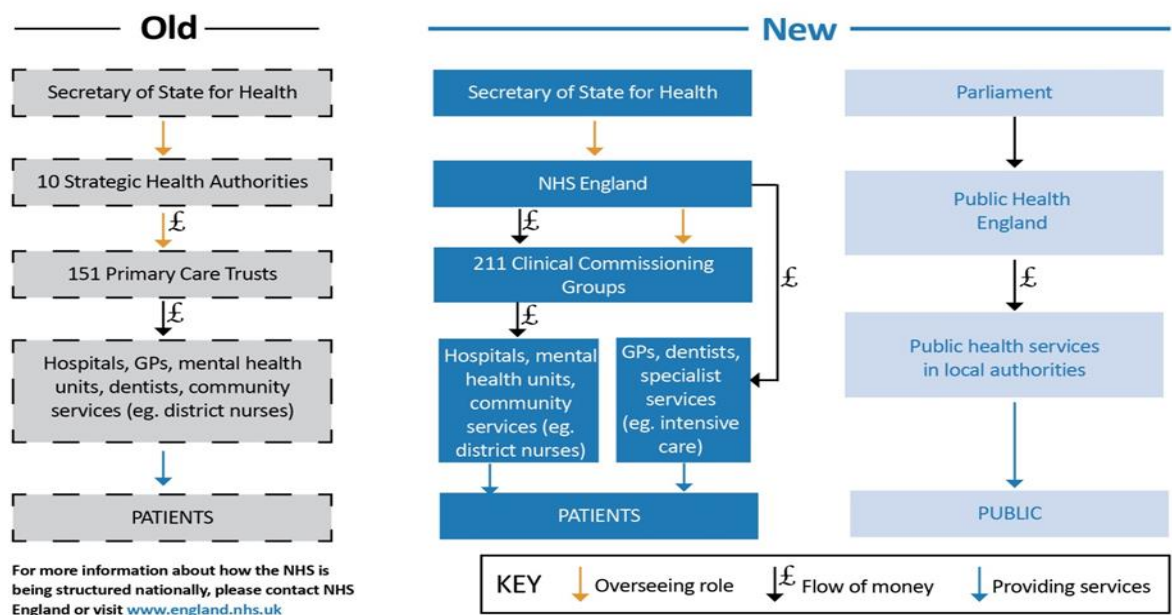 Old
Secretary of State for Health
10 Strategic Health Authorities
£
151 Primary Care Trusts
£
Hospitals, GPs, mental health
units, dentists, community
services (eg. district nurses)
PATIENTS
For more information about how the NHS is
being structured nationally, please contact NHS
England or visit www.england.nhs.uk
New
Secretary of State for Health
NHS England
£
211 Clinical Commissioning
Groups
£
£
Hospitals, mental
health units,
community
services (eg.
district nurses)
GPs, dentists,
specialist
services
(eg. intensive
care)
PATIENTS
Parliament
Public Health
England
£
Public health services
in local authorities
PUBLIC
KEY
Overseeing role
£
Flow of money
Providing services